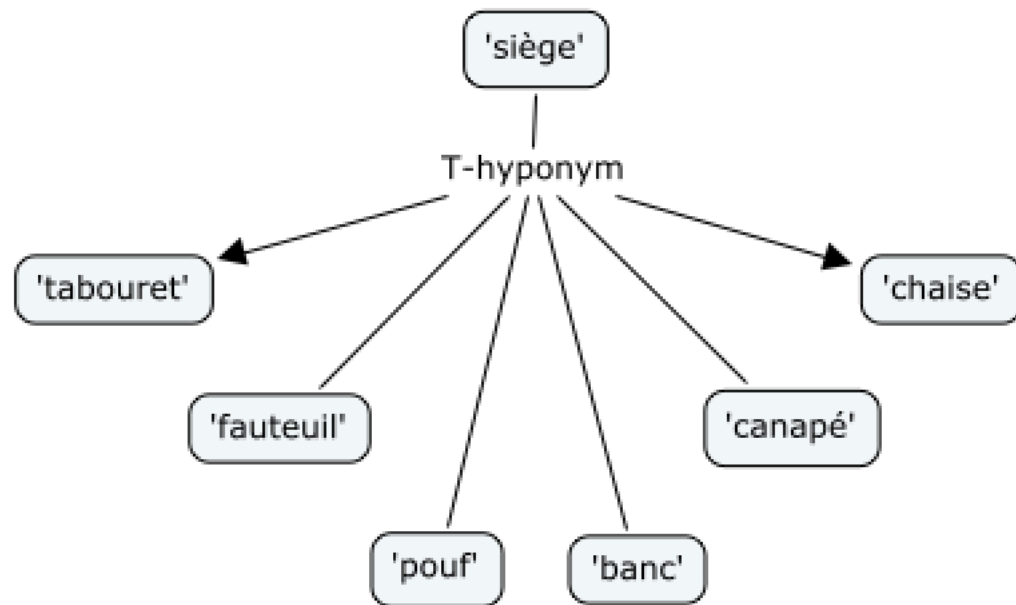 'siège'
T-hyponym
'tabouret'
'chaise'
'fauteuil'
'canapé'
'pouf'
'banc'